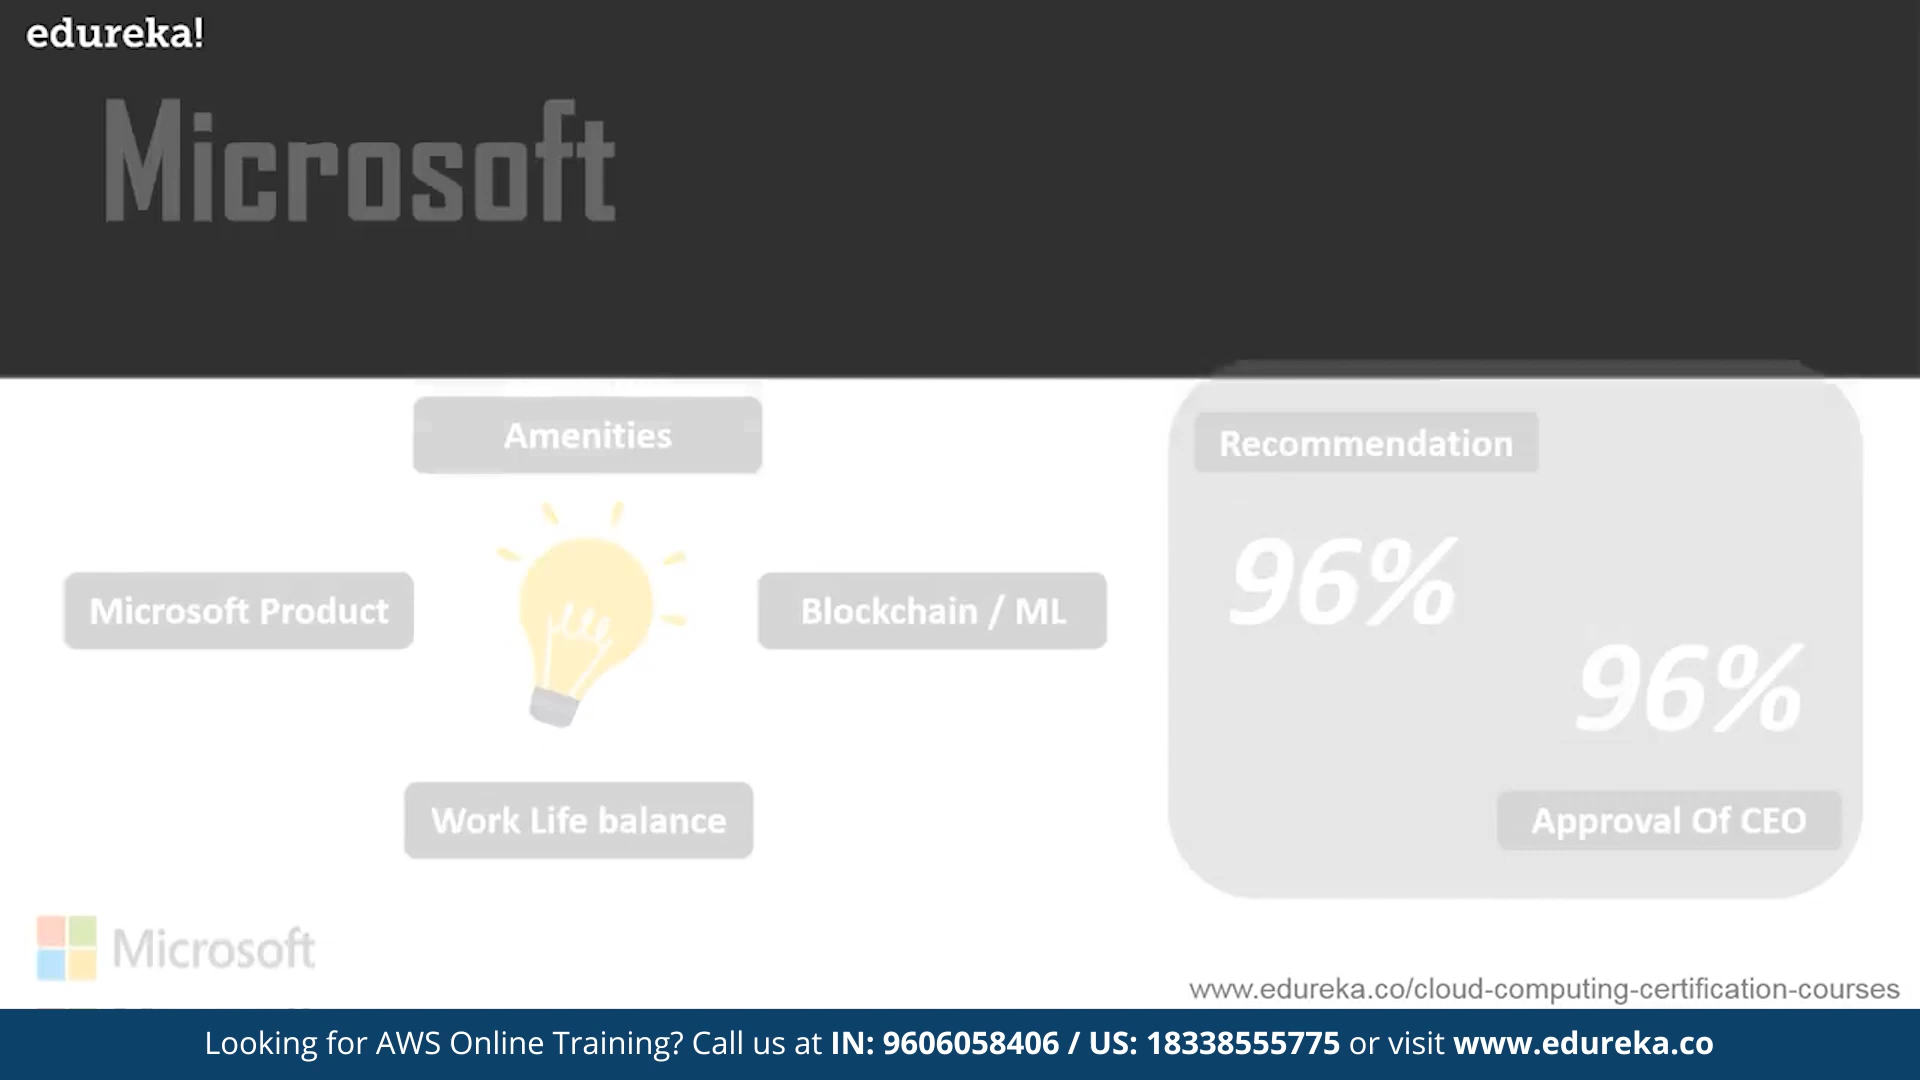 edureka!
Microsoft
Amenities
Recommendation
96%
Microsoft Product
Blockchain / ML
96%
Work Life balance
Approval Of CEO
Microsoft
www.edureka.co/cloud-computing-certification-courses
Looking for AWS Online Training? Call us at IN: 9606058406 / US: 18338555775 or visit www.edureka.co